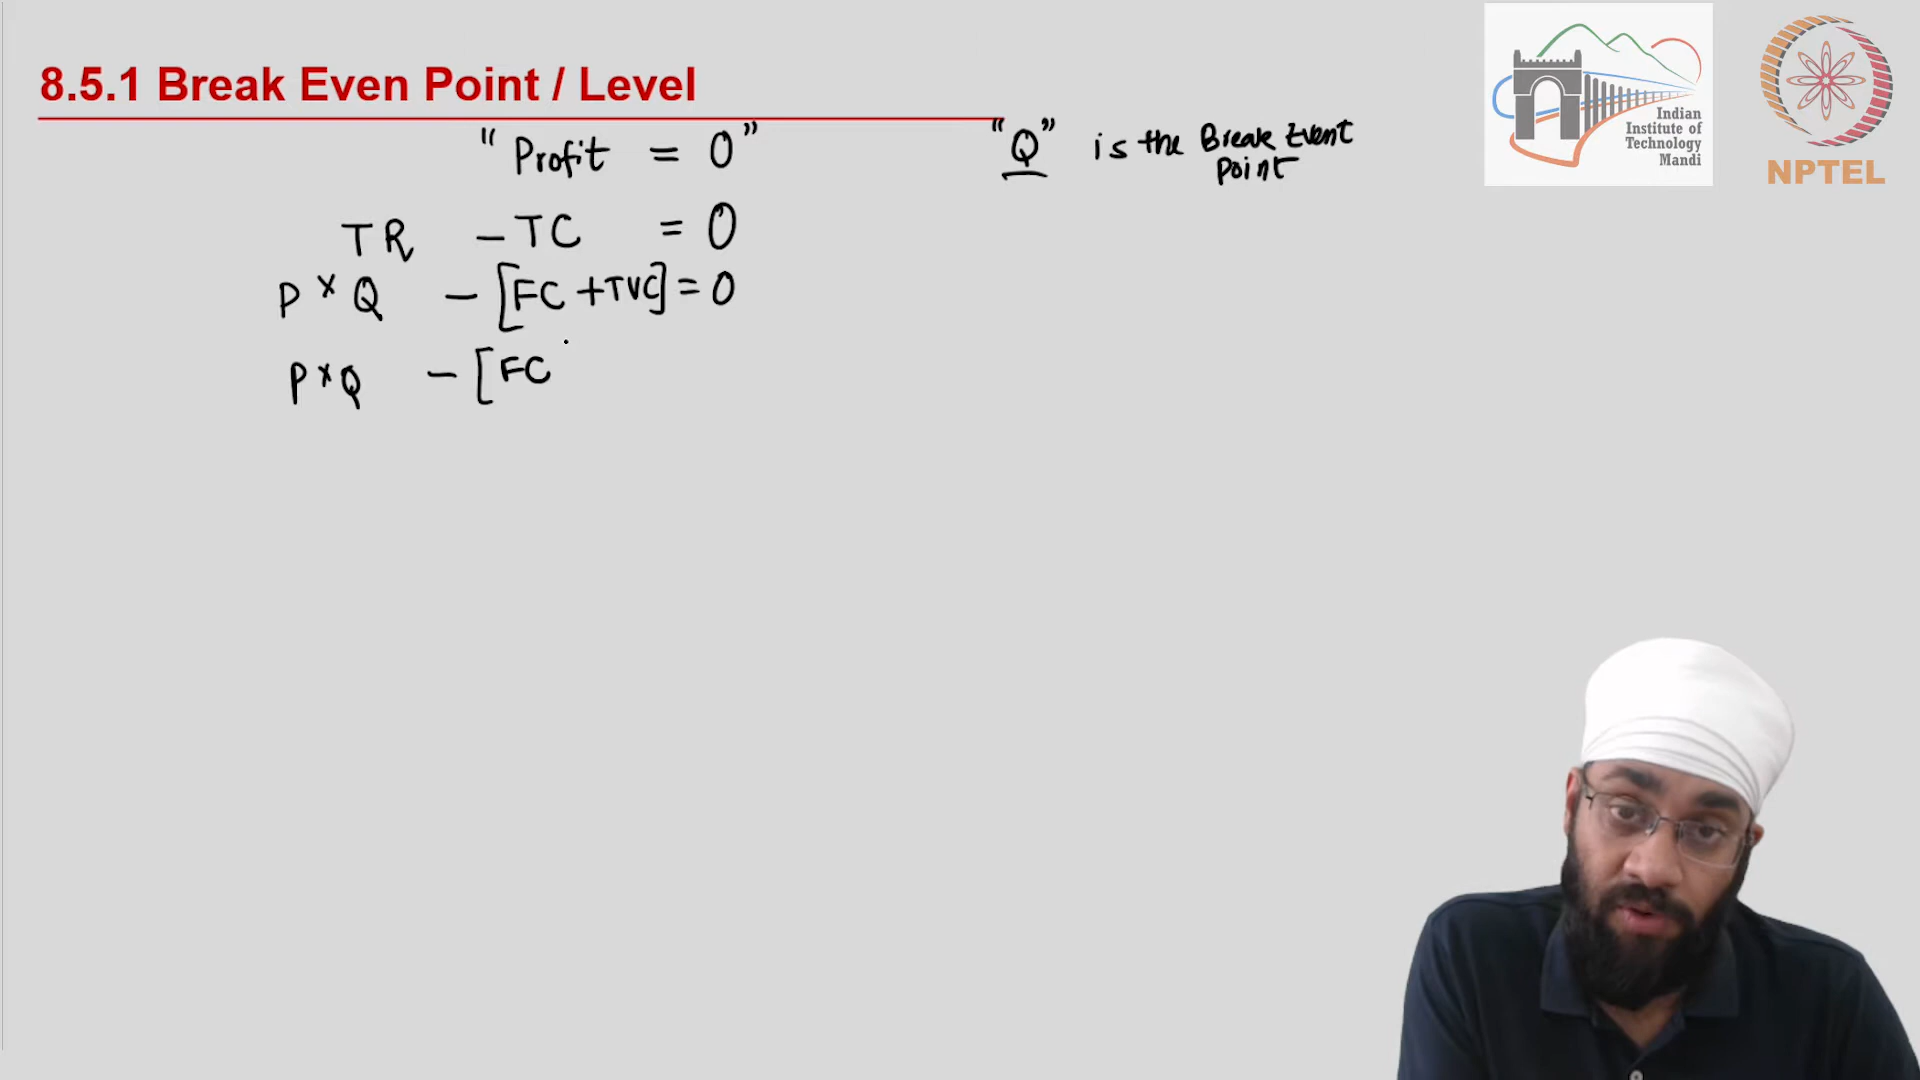 8.5.1 Break Even Point / Level
"Profit = 0"
"Q" is the Break Event
Point
TR - TC = 0
P × Q - [FC + TVC] = 0
P × Q - [FC
Indian
Institute of
Technology
Mandi
NPTEL